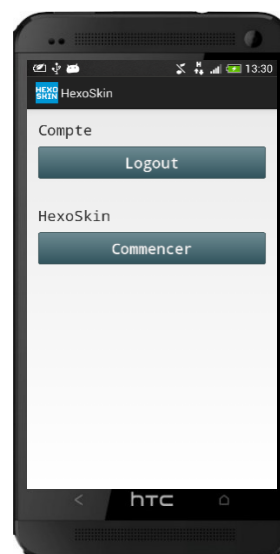 13:30
HEXO
SKIN HexoSkin
Compte
Logout
HexoSkin
Commencer
hTC